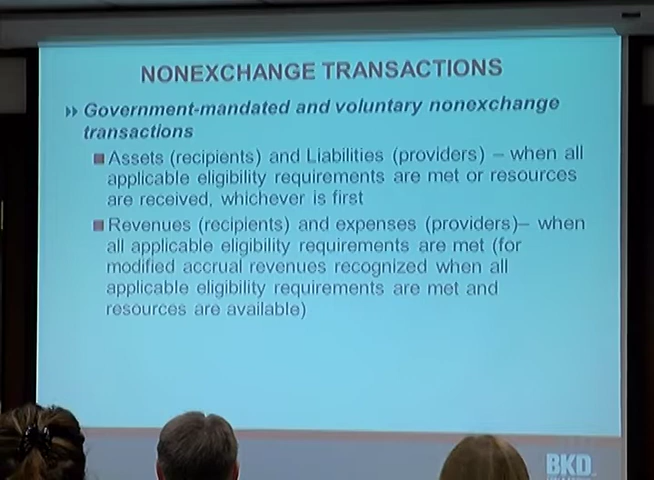 NONEXCHANGE TRANSACTIONS
Government-mandated and voluntary nonexchange
transactions
Assets (recipients) and Liabilities (providers) – when all
applicable eligibility requirements are met or resources
are received, whichever is first
Revenues (recipients) and expenses (providers)– when
all applicable eligibility requirements are met (for
modified accrual revenues recognized when all
applicable eligibility requirements are met and
resources are available)
BKD